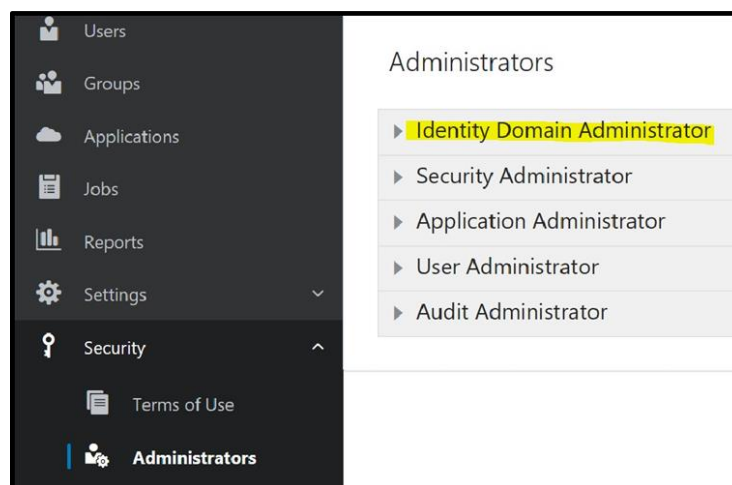 Users
Groups
Applications
Jobs
Reports
Settings
Security
Terms of Use
Administrators
Administrators
Identity Domain Administrator
Security Administrator
Application Administrator
User Administrator
Audit Administrator